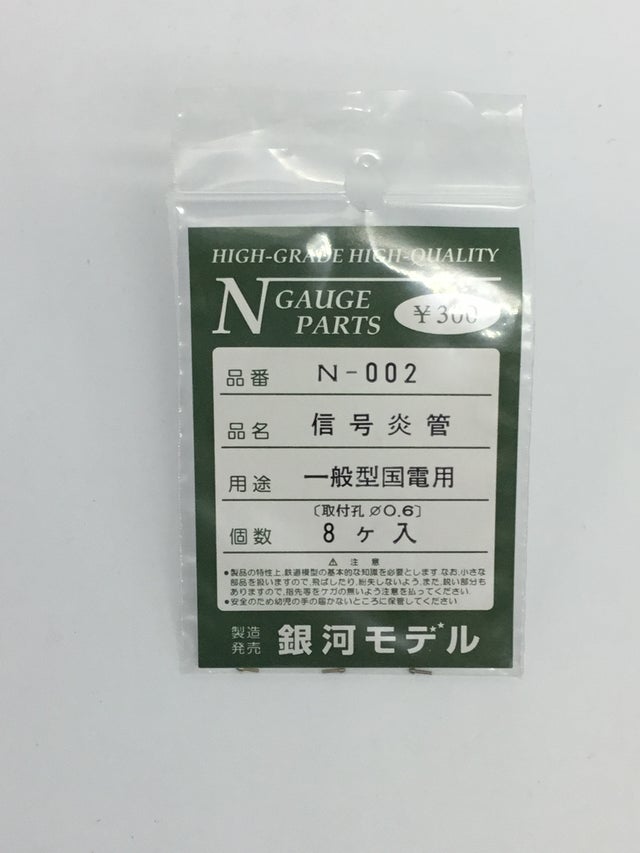 HIGH-GRADE HIGH-QUALITY
N GAUGE
PARTS
¥300
品番 N-002
品名 信号炎管
用途 一般型国電用
〔取付孔 ø0.6〕
個数 8ヶ入
⚠ 注意
●製品の特性上,鉄道模型の基本的な知識を必要とします.なお,小さな
部品を扱いますので,飛ばしたり,紛失しないよう,また,鋭い部分も
ありますので,指先等をケガの無いよう注意を払ってください.
●安全のため幼児の手の届かないところに保管してください.
製造
発売 銀河モデル